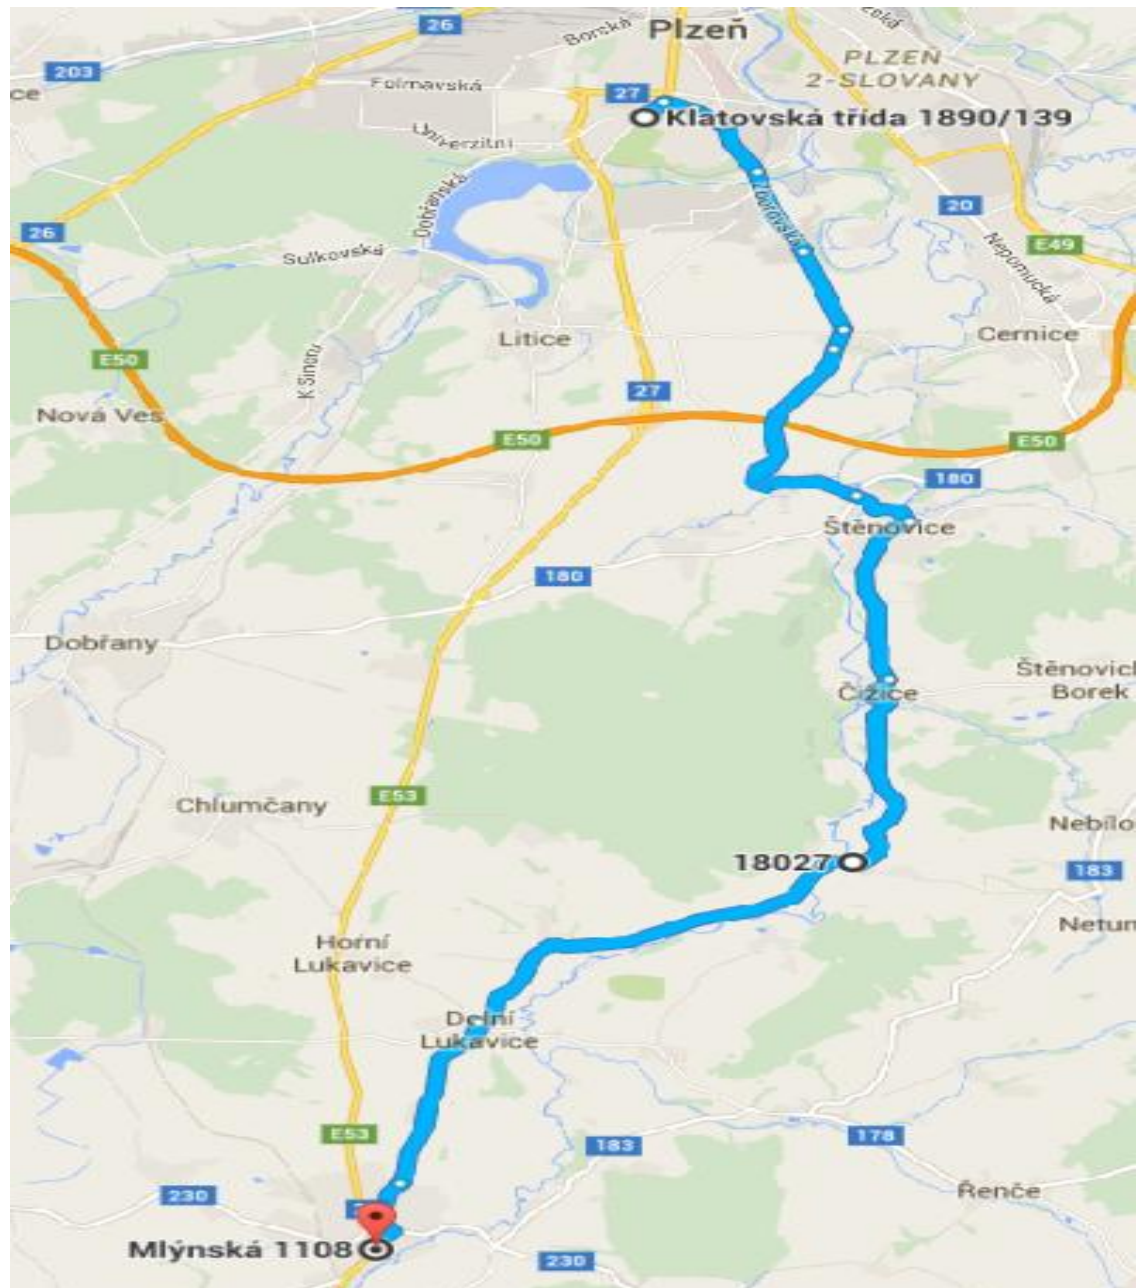 26
Borská
Plzeň
203
PLZEŇ
2-SLOVANY
Folmavská
27
Klatovská třída 1890/139
Univerzitní
Dobřanská
20
26
Sulkovská
E49
Nepomucká
Litice
Cernice
K Sinoru
E50
27
Nová Ves
E50
E50
180
Štěnovice
180
Dobřany
Čižice
Štěnovick
Borek
E53
Chlumčany
Nebílo
18027
183
Netun
Horní
Lukavice
Dolní
Lukavice
E53
183
178
230
Řenče
Mlýnská 1108
230